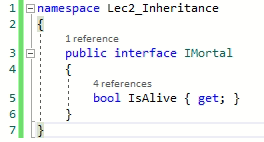 1 namespace Lec2_Inheritance
2 {
1 reference
3 public interface IMortal
4 {
4 references
5 bool IsAlive { get; }
6 }
7 }